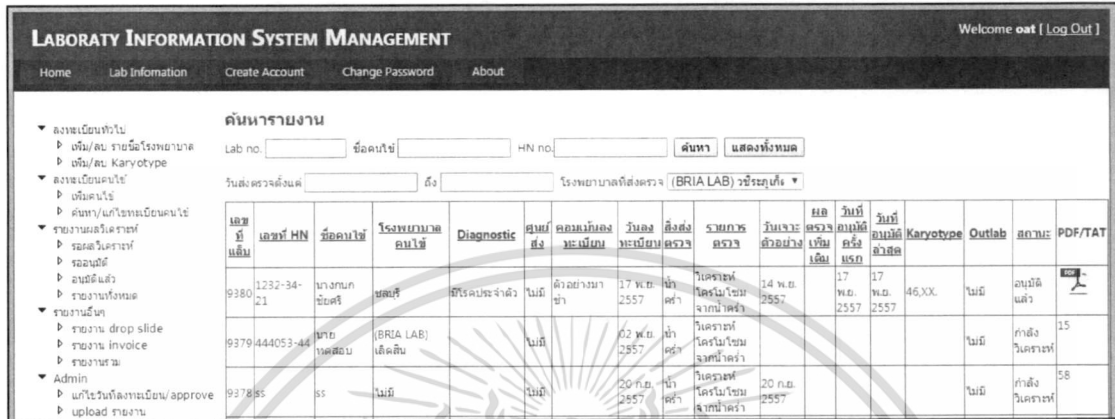 LABORATY INFORMATION SYSTEM MANAGEMENT
Welcome oat [ Log Out ]
Home Lab Infomation Create Account Change Password About
ลงทะเบียนทั่วไป
เพิ่ม/ลบ รายชื่อโรงพยาบาล
เพิ่ม/ลบ Karyotype
ลงทะเบียนคนไข้
เพิ่มคนไข้
ค้นหา/แก้ไขทะเบียนคนไข้
รายงานผลวิเคราะห์
รอผลวิเคราะห์
รออนุมัติ
อนุมัติแล้ว
รายงานทั้งหมด
รายงานอื่นๆ
รายงาน drop slide
รายงาน invoice
รายงานรวม
Admin
แก้ไขวันที่ลงทะเบียน/approve
upload รายงาน
ค้นหารายงาน
Lab no. ชื่อคนไข้ HN no. ค้นหา แสดงทั้งหมด
วันส่งตรวจตั้งแต่ ถึง โรงพยาบาลที่ส่งตรวจ (BRIA LAB)
เลขที่แล็บ เลขที่ HN ชื่อคนไข้ โรงพยาบาลคนไข้ Diagnostic ศูนย์ส่ง คอมเม้นลงทะเบียน วันลงทะเบียน สิ่งส่งตรวจ รายการตรวจ วันเจาะตัวอย่าง ผลตรวจเพิ่มเติม วันที่อนุมัติครั้งแรก วันที่อนุมัติล่าสุด Karyotype Outlab สถานะ PDF/TAT
9380 1232-34-21 นางกนก ชัยศรี ชลบุรี มีโรคประจำตัว ไม่มี ตัวอย่างมาช้า 17 พ.ย. 2557 น้ำคร่ำ วิเคราะห์โครโมโซมจากน้ำคร่ำ 14 พ.ย. 2557 17 พ.ย. 2557 17 พ.ย. 2557 46,XX. ไม่มี อนุมัติแล้ว PDF
9379 444053-44 นาย ทดสอบ (BRIA LAB) เลิดสิน ไม่มี 02 พ.ย. 2557 น้ำคร่ำ วิเคราะห์โครโมโซมจากน้ำคร่ำ ไม่มี กำลังวิเคราะห์ 15
9378 ss ss ไม่มี ไม่มี 20 ก.ย. 2557 น้ำคร่ำ วิเคราะห์โครโมโซมจากน้ำคร่ำ 20 ก.ย. 2557 ไม่มี กำลังวิเคราะห์ 58